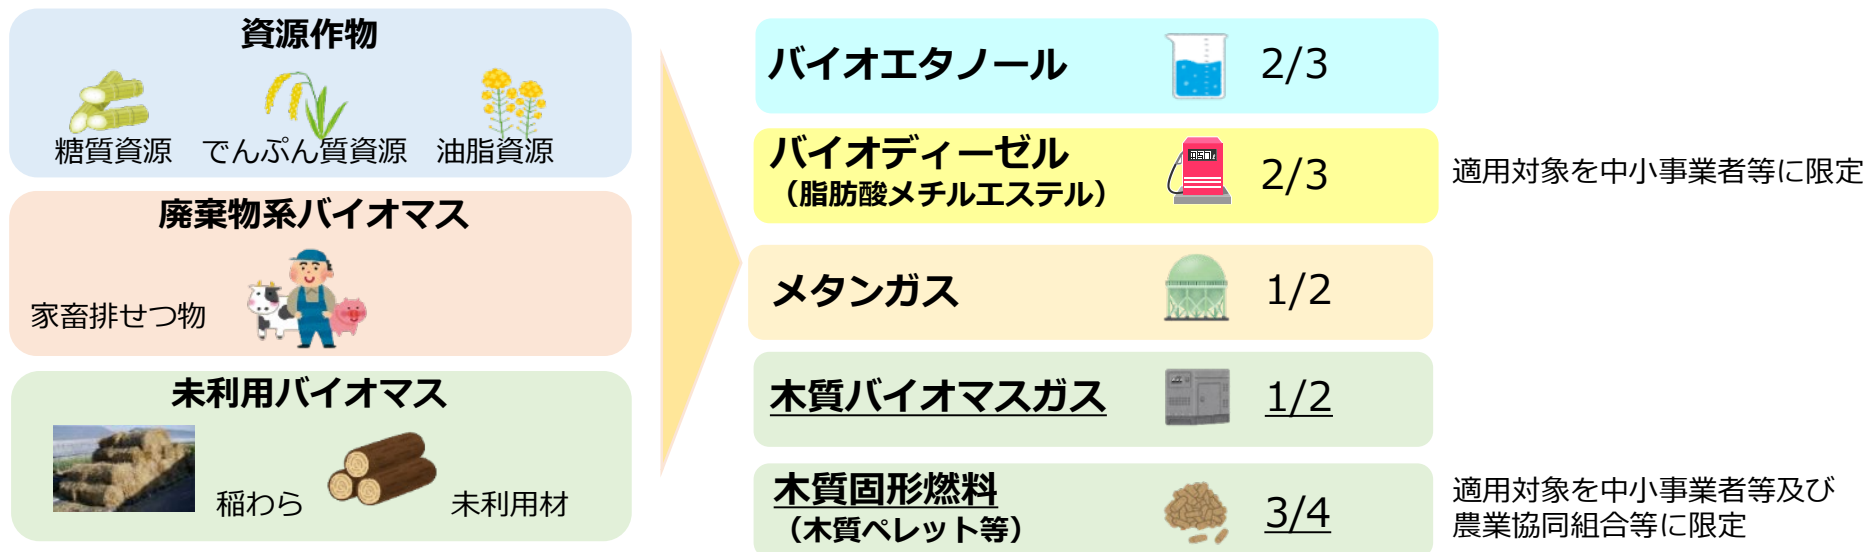 資源作物
糖質資源 でんぷん質資源 油脂資源
廃棄物系バイオマス
家畜排せつ物
未利用バイオマス
稲わら 未利用材
バイオエタノール 2/3
バイオディーゼル
（脂肪酸メチルエステル） 2/3
適用対象を中小事業者等に限定
メタンガス 1/2
木質バイオマスガス 1/2
木質固形燃料
（木質ペレット等） 3/4
適用対象を中小事業者等及び
農業協同組合等に限定